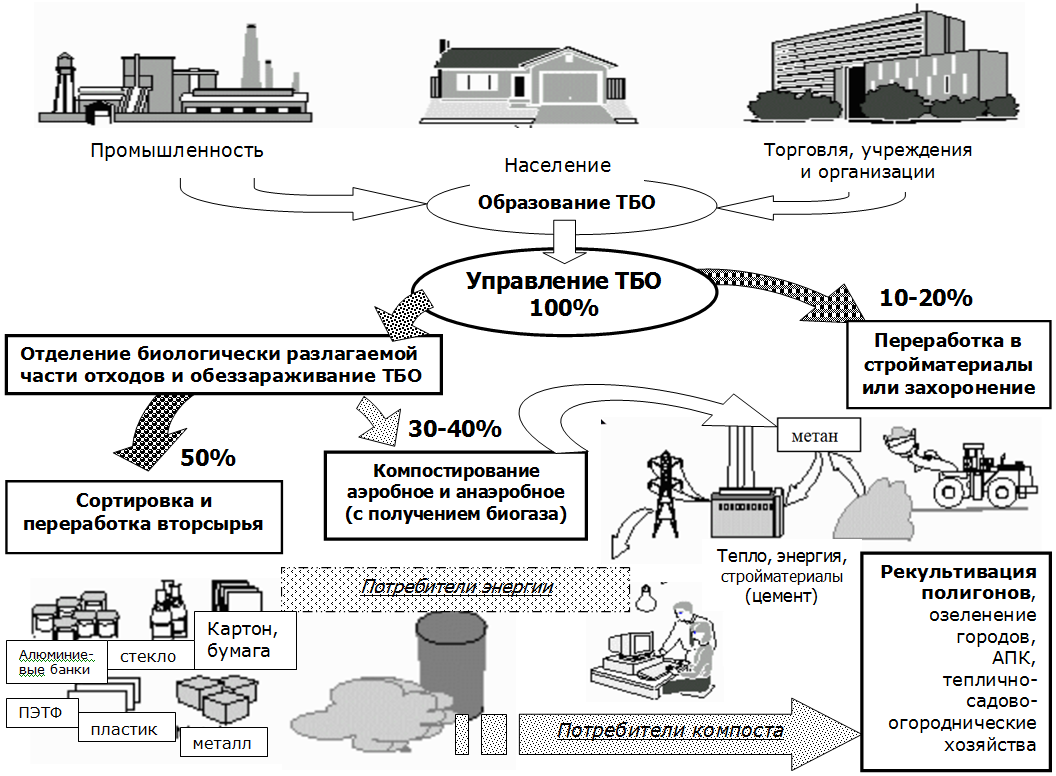 Промышленность
Население
Торговля, учреждения
и организации
Образование ТБО
Управление ТБО
100%
10-20%
Переработка в
стройматериалы
или захоронение
Отделение биологически разлагаемой
части отходов и обеззараживание ТБО
50%
Сортировка и
переработка вторсырья
30-40%
Компостирование
аэробное и анаэробное
(с получением биогаза)
метан
Тепло, энергия,
стройматериалы
(цемент)
Потребители энергии
Рекультивация
полигонов,
озеленение
городов,
АПК,
теплично-
садово-
огороднические
хозяйства
Картон,
бумага
стекло
Алюминие-
вые банки
ПЭТФ
пластик
металл
Потребители компоста